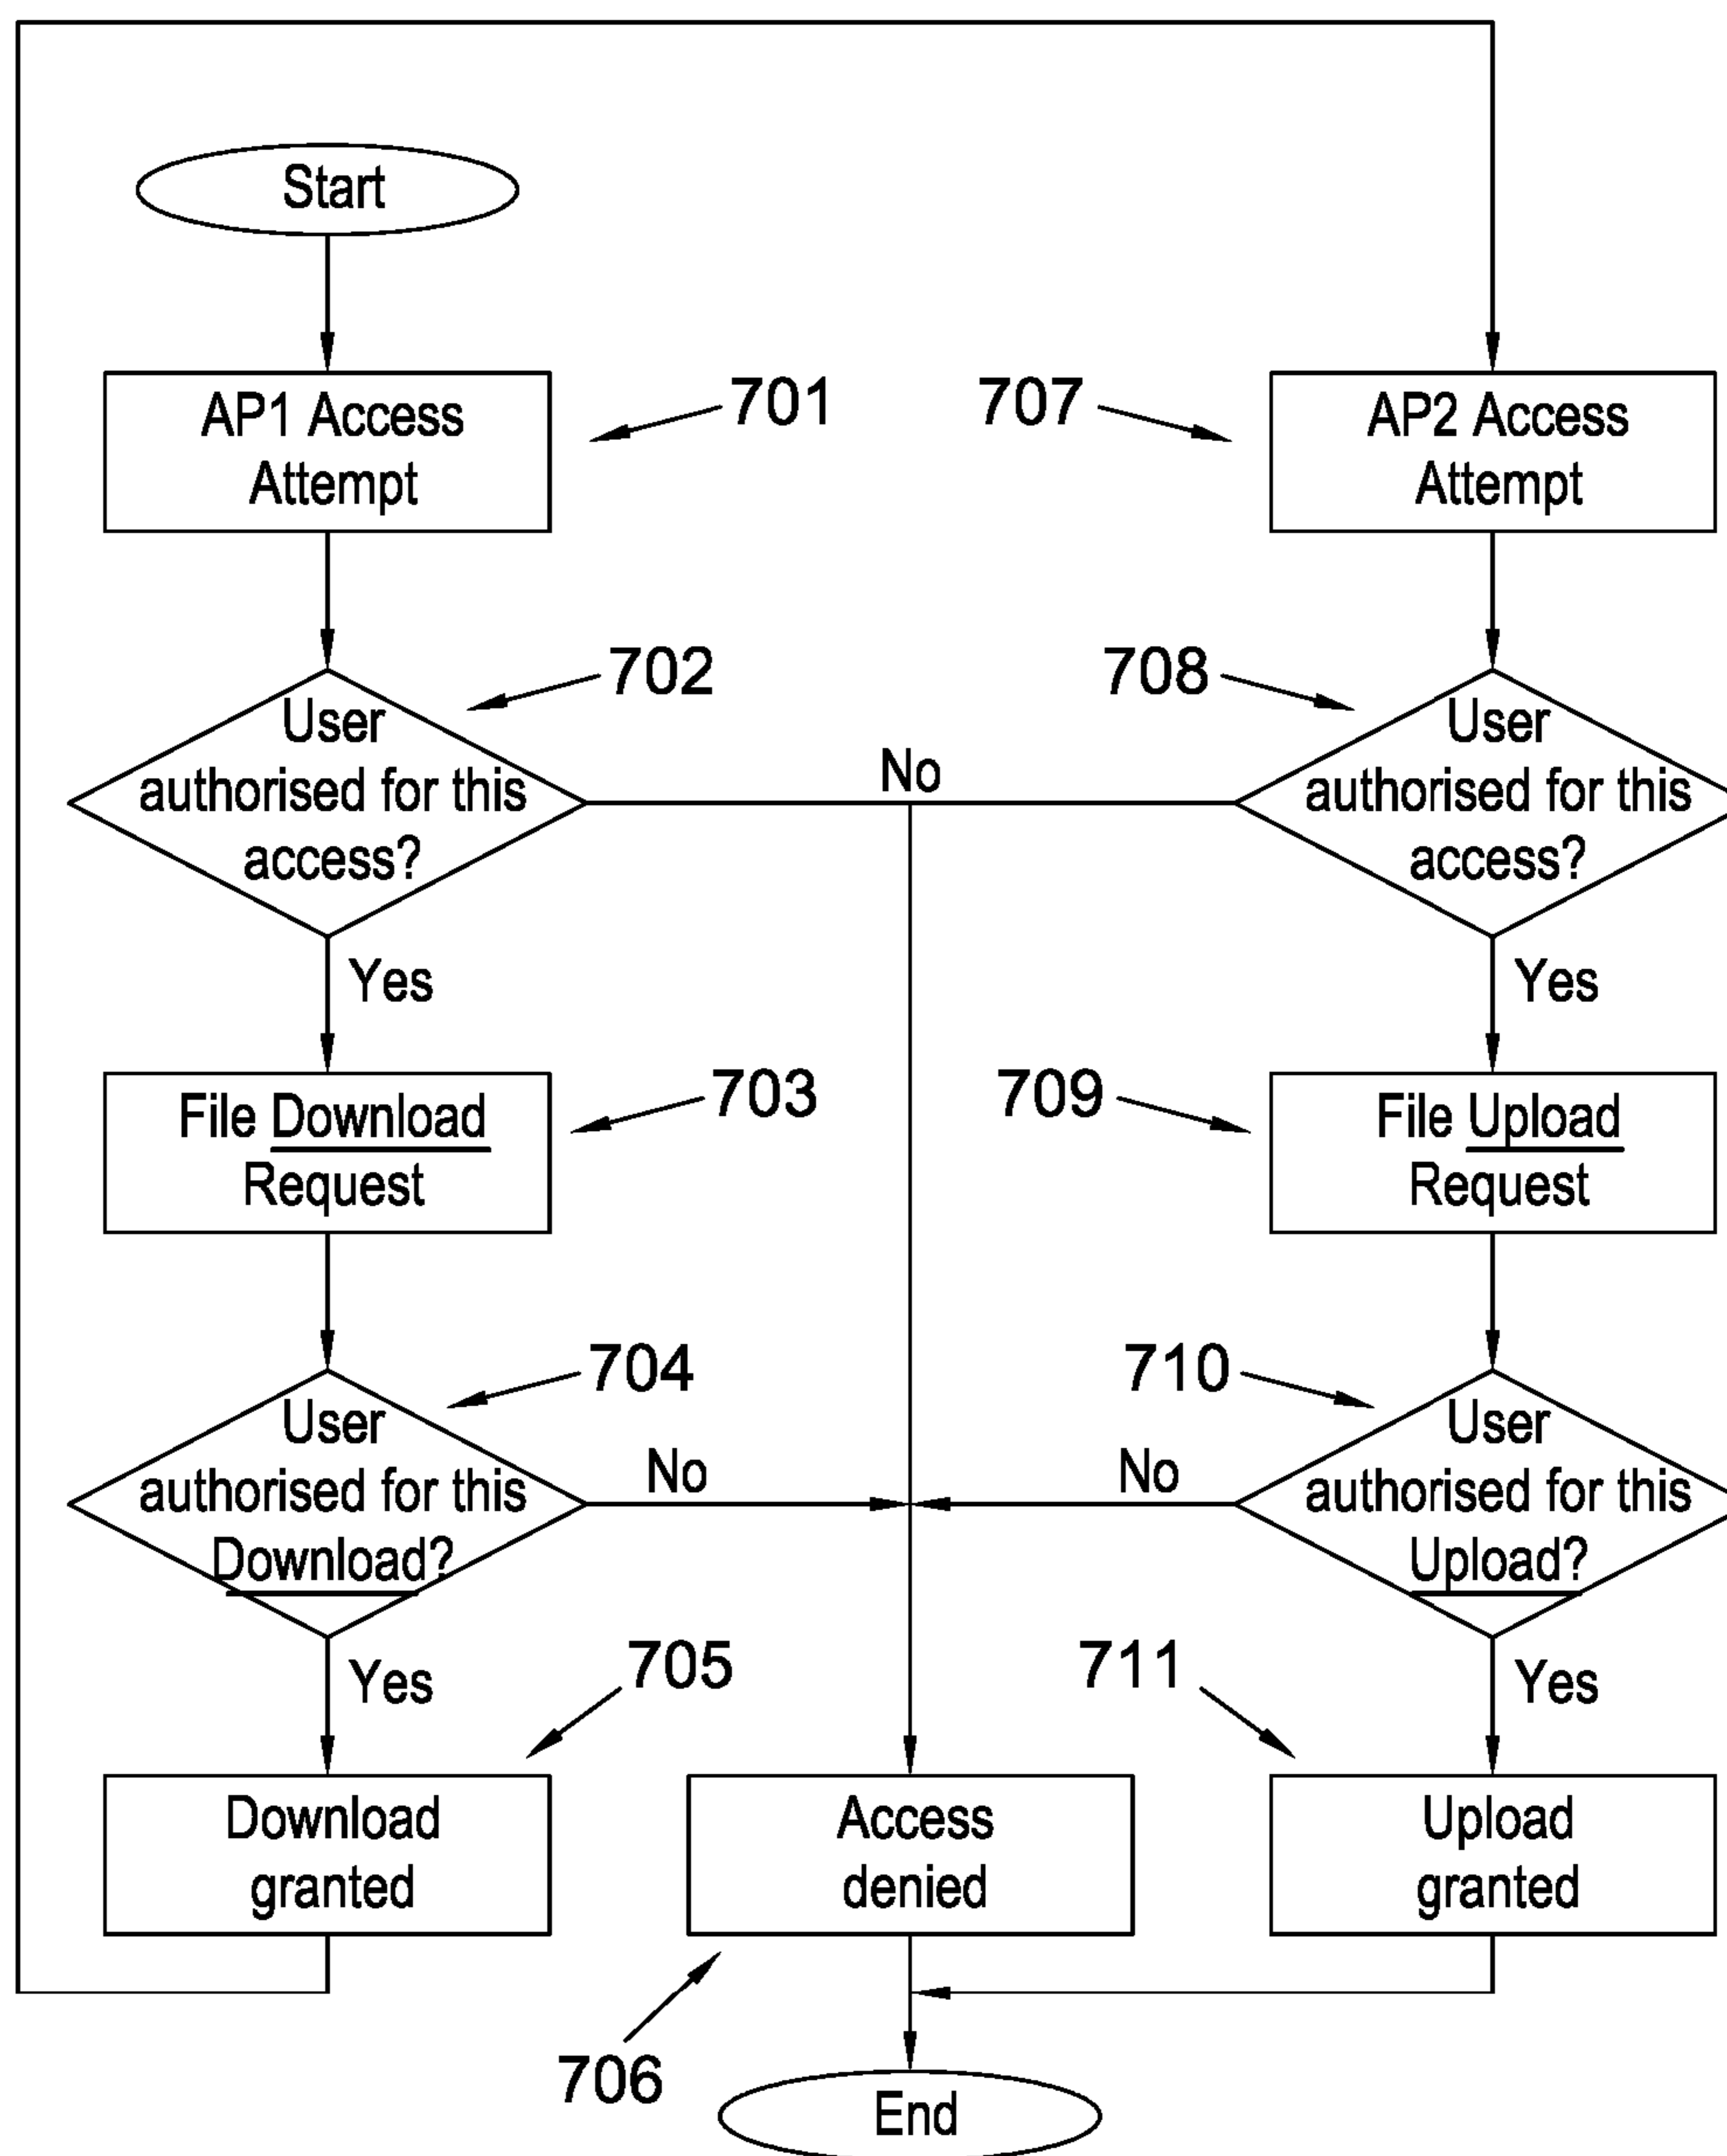 Start
AP1 Access
Attempt
701
707
AP2 Access
Attempt
702
708
User
authorised for this
access?
No
User
authorised for this
access?
Yes
Yes
File Download
Request
703
709
File Upload
Request
704
710
User
authorised for this
Download?
No
No
User
authorised for this
Upload?
Yes
705
711
Yes
Download
granted
Access
denied
Upload
granted
706
End